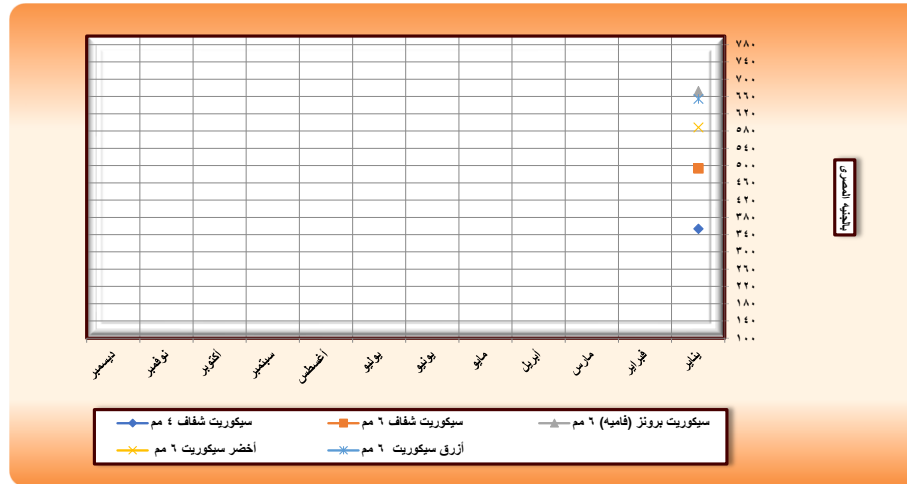 ٧٨٠
٧٤٠
٧٠٠
٦٦٠
٦٢٠
٥٨٠
٥٤٠
٥٠٠
٤٦٠
٤٢٠
٣٨٠
٣٤٠
٣٠٠
٢٦٠
٢٢٠
١٨٠
١٤٠
١٠٠
بالجنيه المصرى
يناير
فبراير
مارس
أبريل
مايو
يونيو
يوليو
أغسطس
سبتمبر
أكتوبر
نوفمبر
ديسمبر
سيكوريت برونز (فاميه) ٦ مم
سيكوريت شفاف ٦ مم
سيكوريت شفاف ٤ مم
أزرق سيكوريت ٦ مم
أخضر سيكوريت ٦ مم